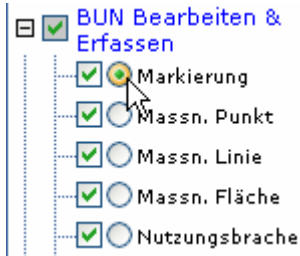 BUN Bearbeiten &
Erfassen
Markierung
Massn. Punkt
Massn. Linie
Massn. Fläche
Nutzungsbrache